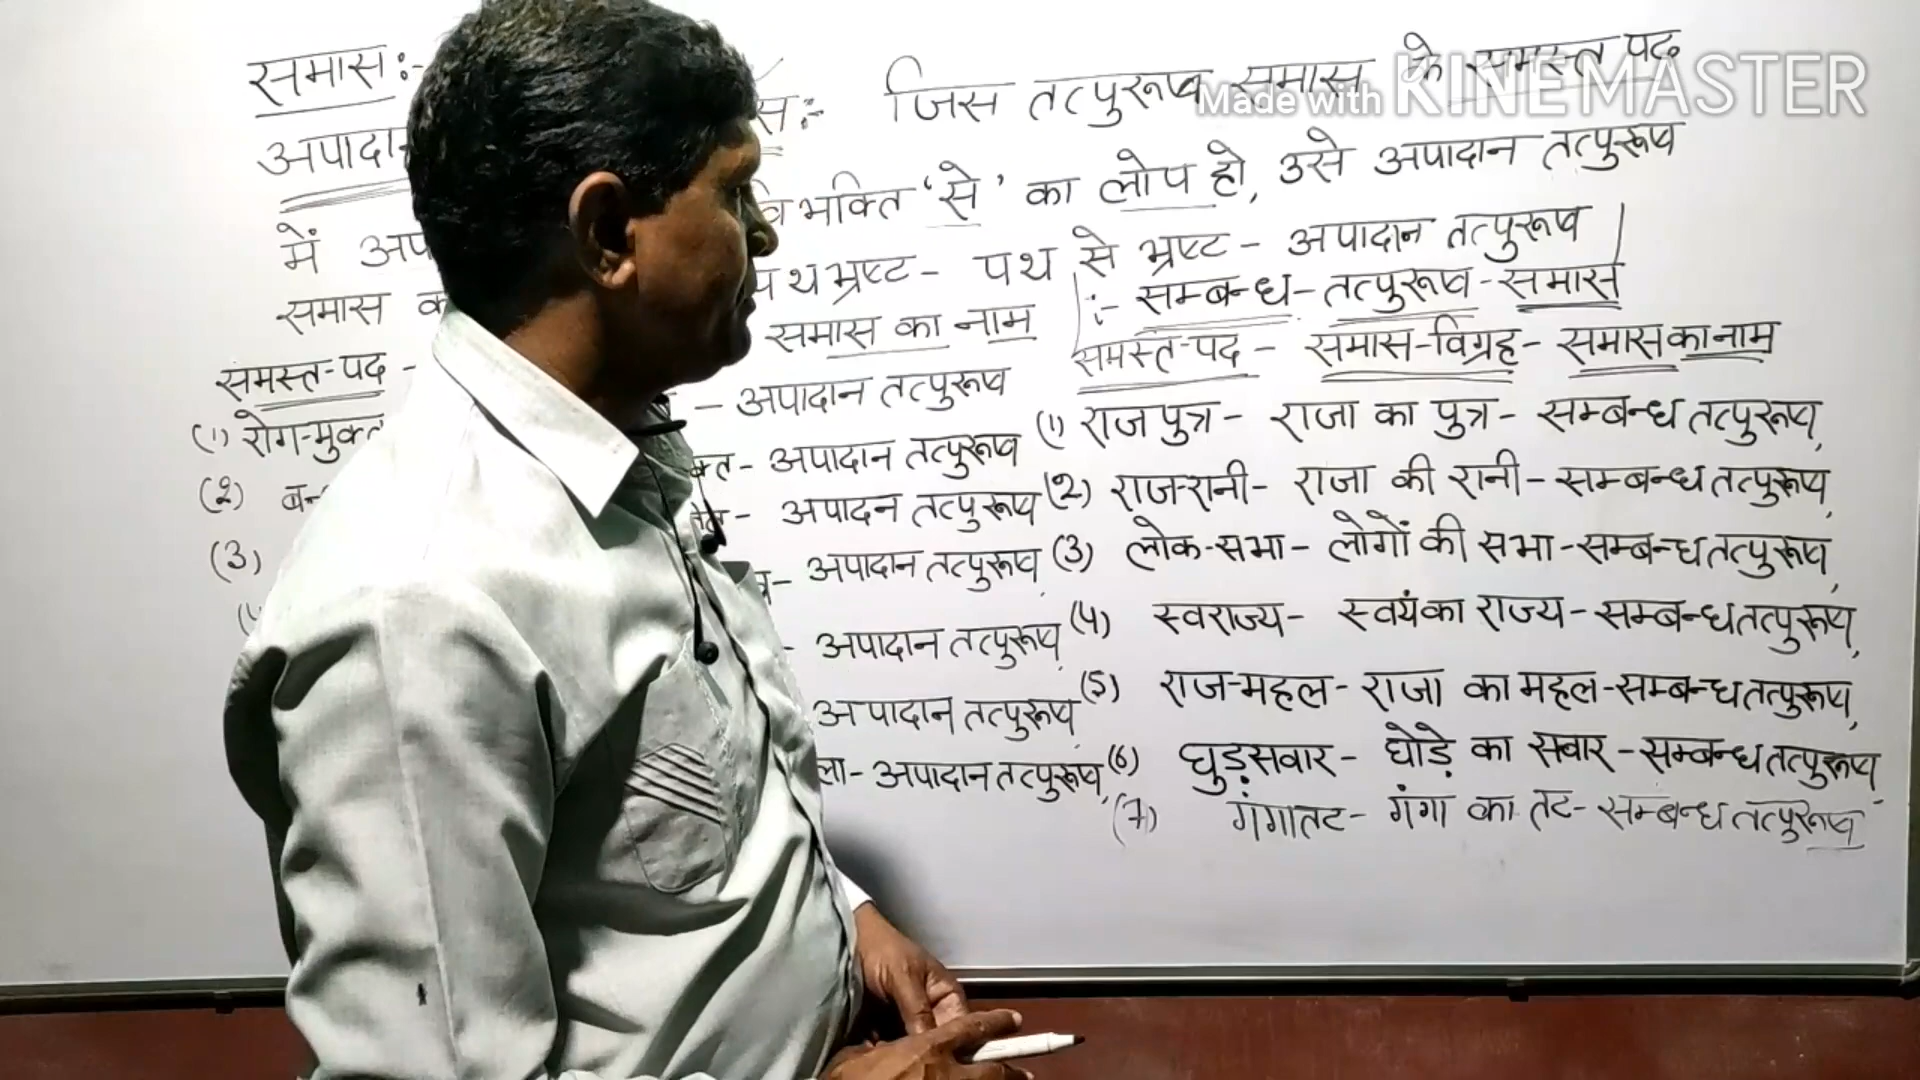 समास :-
Made with KINEMASTER
अपादान स :- जिस तत्पुरूष समास के समस्त पद
में विभक्ति 'से' का लोप हो, उसे अपादान तत्पुरूष
समास पथभ्रष्ट - पथ से भ्रष्ट - अपादान तत्पुरूष
समस्त-पद - समास का नाम
(1) रोग-मुक्त - अपादान तत्पुरूष
(2) क्त - अपादान तत्पुरूष
(3) - अपादन तत्पुरूष
- अपादान तत्पुरूष
- अपादान तत्पुरूष
अपादान तत्पुरूष
ला - अपादान तत्पुरूष
:- सम्बन्ध - तत्पुरूष - समास
समस्त-पद - समास-विग्रह - समास का नाम
(1) राजपुत्र - राजा का पुत्र - सम्बन्ध तत्पुरूष
(2) राज-रानी - राजा की रानी - सम्बन्ध तत्पुरूष
(3) लोक-सभा - लोगों की सभा - सम्बन्ध तत्पुरूष
(4) स्वराज्य - स्वयं का राज्य - सम्बन्ध तत्पुरूष
(5) राज-महल - राजा का महल - सम्बन्ध तत्पुरूष
(6) घुड़सवार - घोड़े का सवार - सम्बन्ध तत्पुरूष
(7) गंगातट - गंगा का तट - सम्बन्ध तत्पुरूष